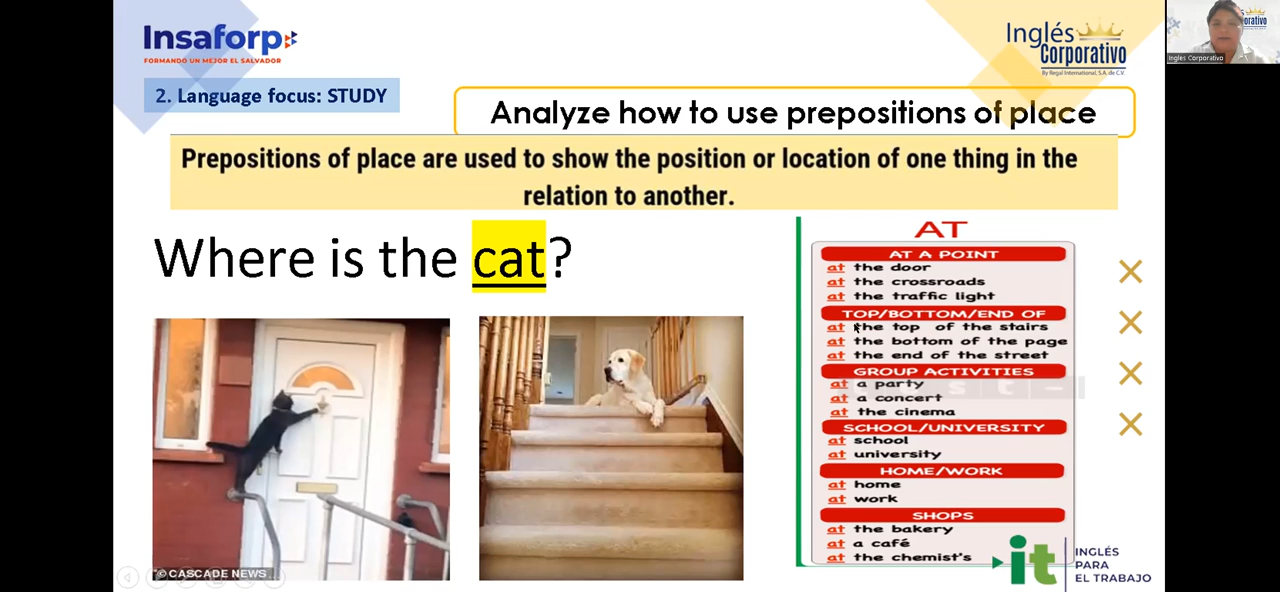 Insaforp
FORMANDO UN MEJOR EL SALVADOR
Inglés
Corporativo
By Regal International, S.A. de C.V.
Inglés Corporativo
2. Language focus: STUDY
Analyze how to use prepositions of place
Prepositions of place are used to show the position or location of one thing in the
relation to another.
Where is the cat?
AT
AT A POINT
at the door
at the crossroads
at the traffic light
TOP/BOTTOM/END OF
at the top of the stairs
at the bottom of the page
at the end of the street
GROUP ACTIVITIES
at a party
at a concert
at the cinema
SCHOOL/UNIVERSITY
at school
at university
HOME/WORK
at home
at work
SHOPS
at the bakery
at a café
at the chemist's
© CASCADE NEWS
it
INGLÉS
PARA
EL TRABAJO